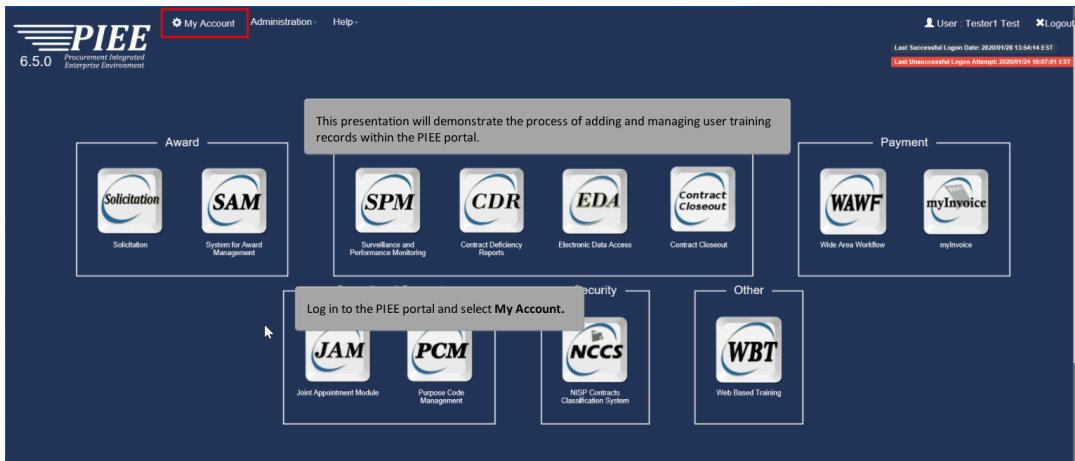 My Account Administration Help
User : Tester1 Test Logout
PIEE
6.5.0 Procurement Integrated
Enterprise Environment
Last Successful Logon Date: 2020/01/28 13:54:14 EST
Last Unsuccessful Logon Attempt: 2020/01/24 10:07:01 EST
This presentation will demonstrate the process of adding and managing user training
records within the PIEE portal.
Award
Payment
Solicitation
SAM
SPM
CDR
EDA
Contract
Closeout
WAWF
myInvoice
Solicitation
System for Award
Management
Surveillance and
Performance Monitoring
Contract Deficiency
Reports
Electronic Data Access
Contract Closeout
Wide Area Workflow
myInvoice
Security
Other
Log in to the PIEE portal and select My Account.
JAM
PCM
NCCS
WBT
Joint Appointment Module
Purpose Code
Management
NISP Contracts
Classification System
Web Based Training